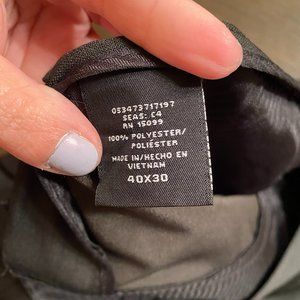 053473717197
SEAS: C4
RN 15099
100% POLYESTER/
POLIÉSTER
MADE IN/HECHO EN
VIETNAM
40X30